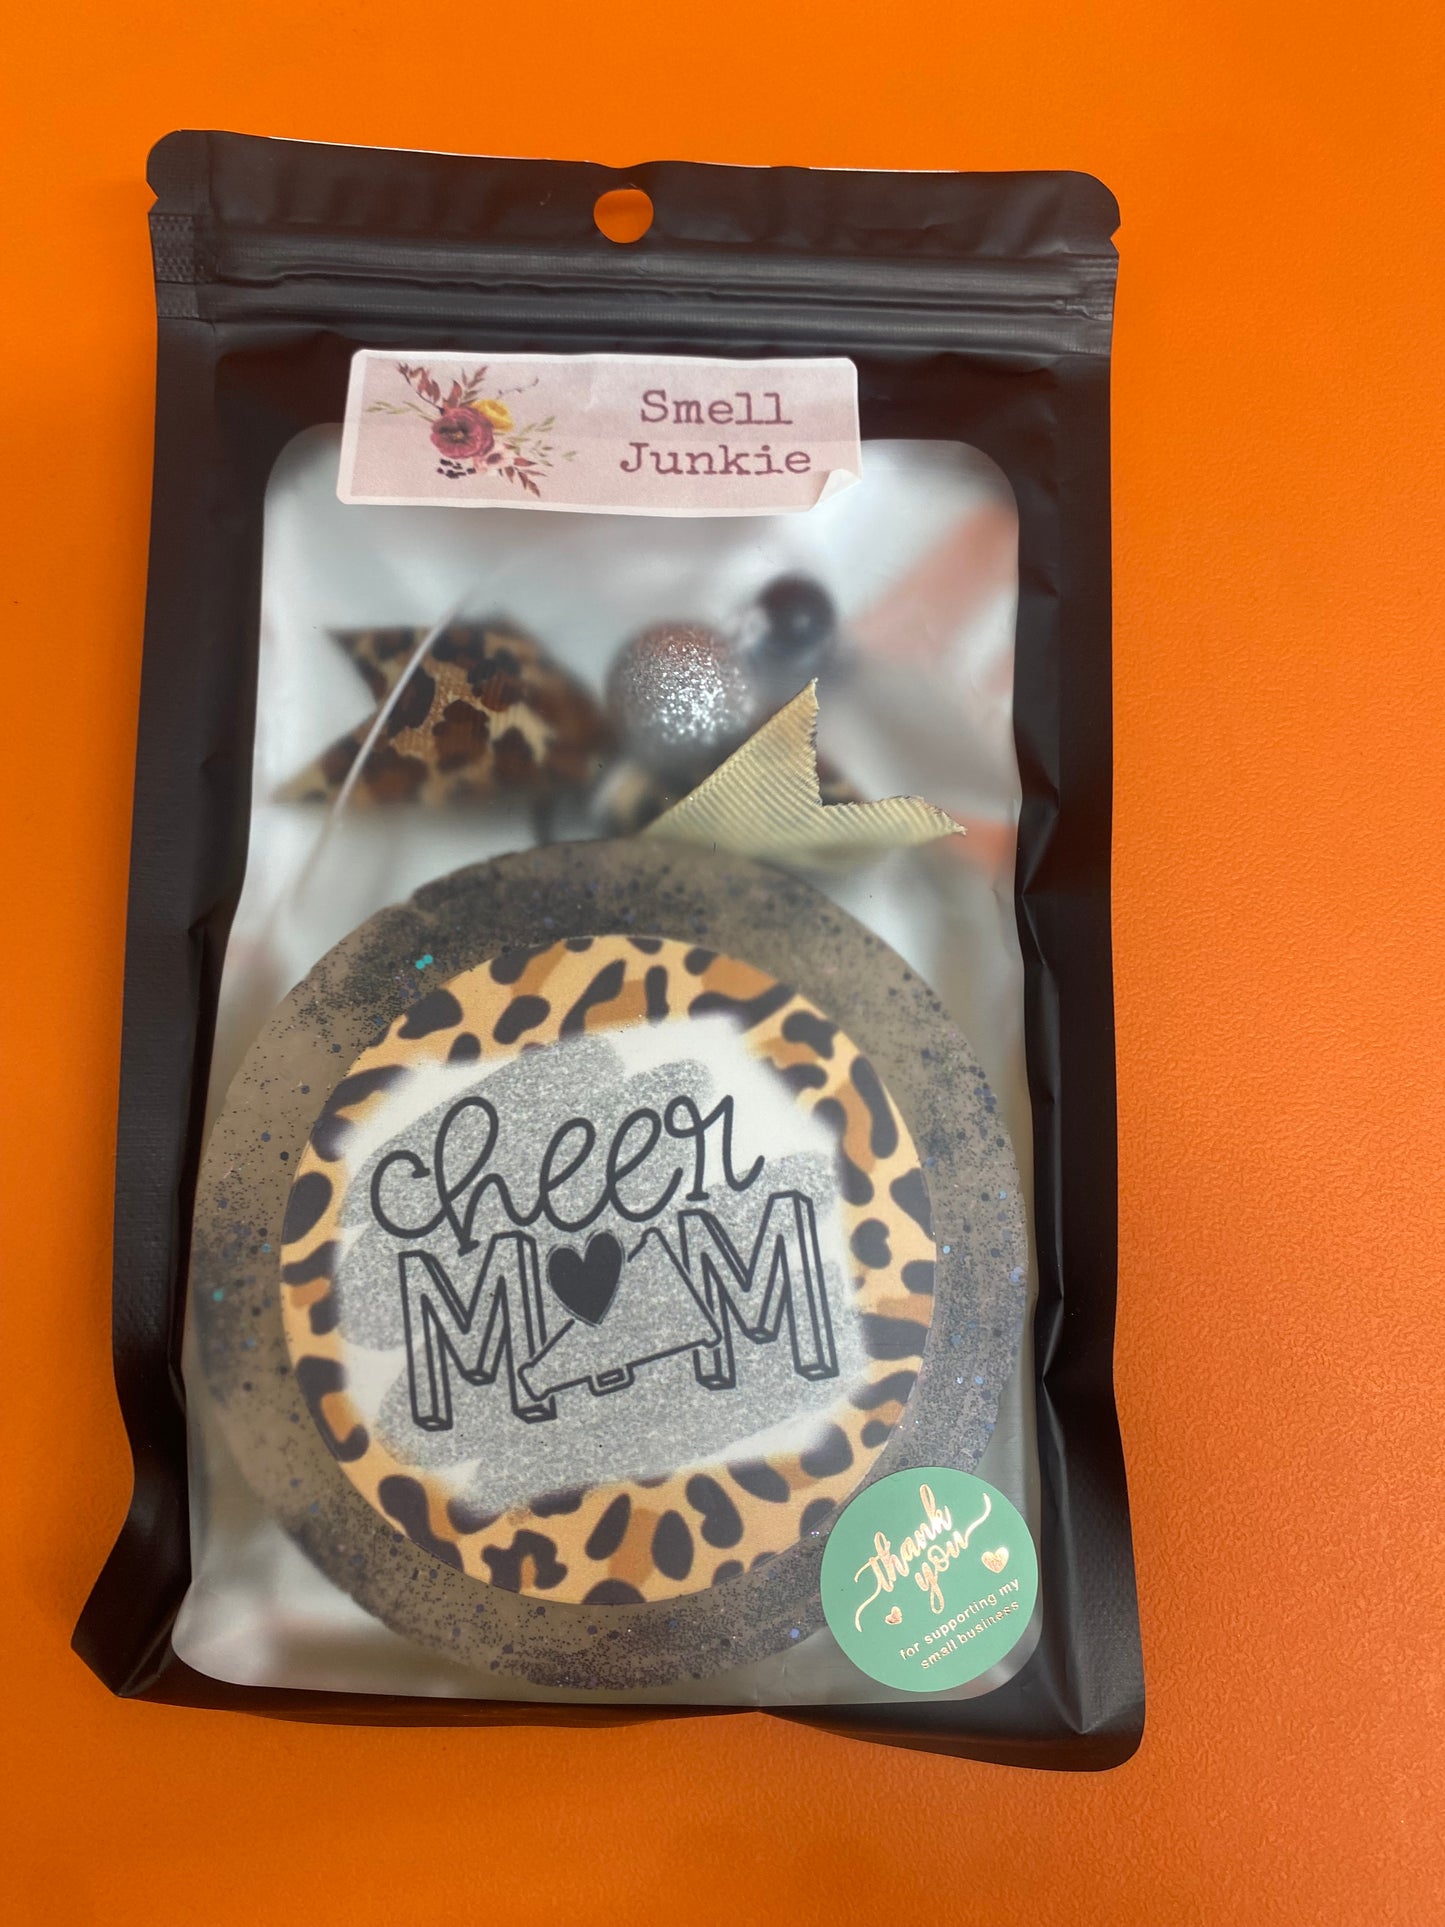 Smell
Junkie
cheer
MOM
thank
you
for supporting my
small business